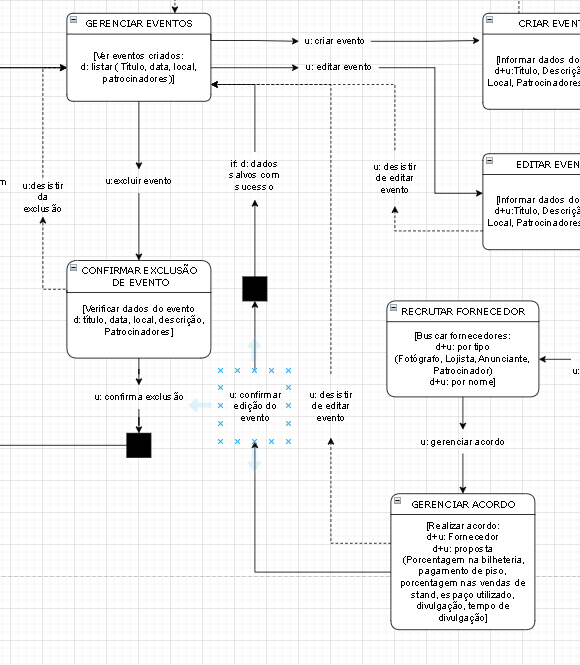 GERENCIAR EVENTOS
[Ver eventos criados:
d: listar ( Título, data, local,
patrocinadores)]
u: criar evento
u: editar evento
CRIAR EVEN
[Informar dados do
d+u:Título, Descriçã
Local, Patrocinadores
u:desistir
da
exclusão
u:excluir evento
if: d: dados
salvos com
sucesso
u: desistir
de editar
evento
EDITAR EVEN
[Informar dados do
d+u:Título, Descriçã
Local, Patrocinadores
m
CONFIRMAR EXCLUSÃO
DE EVENTO
[Verificar dados do evento
d: título, data, local, descrição,
Patrocinadores]
RECRUTAR FORNECEDOR
[Buscar fornecedores:
d+u: por tipo
(Fotógrafo, Lojista, Anunciante,
Patrocinador)
d+u: por nome]
u:
u: confirma exclusão
u: confirmar
edição do
evento
u: desistir
de editar
evento
u: gerenciar acordo
GERENCIAR ACORDO
[Realizar acordo:
d+u: Fornecedor
d+u: proposta
(Porcentagem na bilheteria,
pagamento de piso,
porcentagem nas vendas de
stand, espaço utilizado,
divulgação, tempo de
divulgação]